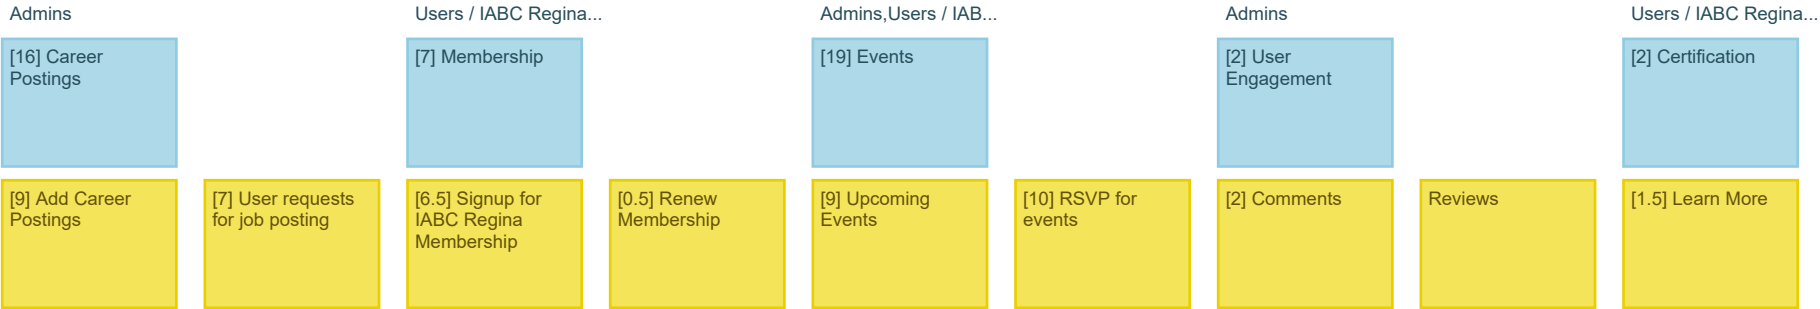 Admins
Users / IABC Regina...
Admins,Users / IAB...
Admins
Users / IABC Regina...
[16] Career
Postings
[7] Membership
[19] Events
[2] User
Engagement
[2] Certification
[9] Add Career
Postings
[7] User requests
for job posting
[6.5] Signup for
IABC Regina
Membership
[0.5] Renew
Membership
[9] Upcoming
Events
[10] RSVP for
events
[2] Comments
Reviews
[1.5] Learn More